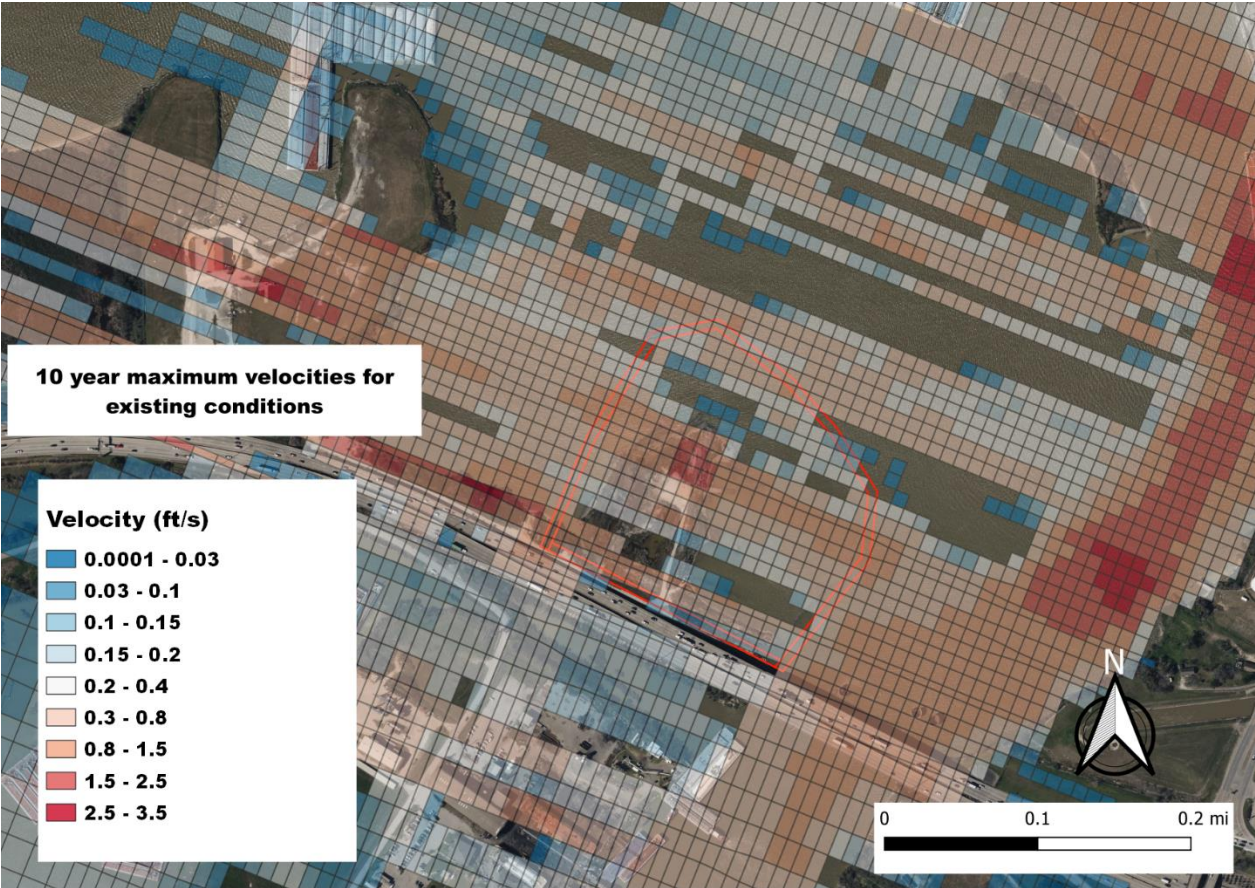 10 year maximum velocities for
existing conditions
Velocity (ft/s)
0.0001 - 0.03
0.03 - 0.1
0.1 - 0.15
0.15 - 0.2
0.2 - 0.4
0.3 - 0.8
0.8 - 1.5
1.5 - 2.5
2.5 - 3.5
N
0 0.1 0.2 mi